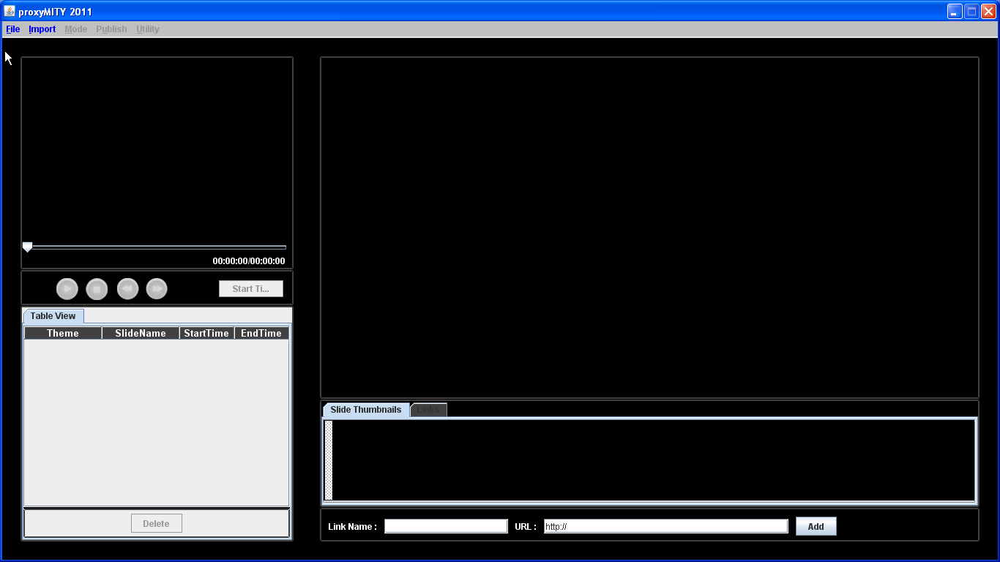 proxyMITY 2011
File Import Mode Publish Utility
00:00:00/00:00:00
Start Ti...
Table View
Theme SlideName StartTime EndTime
Delete
Slide Thumbnails Links
Link Name : URL : http:// Add